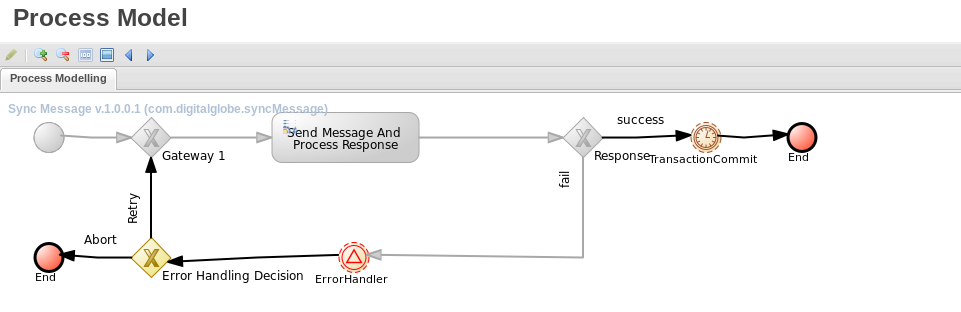 Process Model
Process Modelling
Sync Message v.1.0.0.1 (com.digitalglobe.syncMessage)
Send Message And
Process Response
Gateway 1
success
Response
TransactionCommit
End
fail
Retry
Abort
End
Error Handling Decision
ErrorHandler